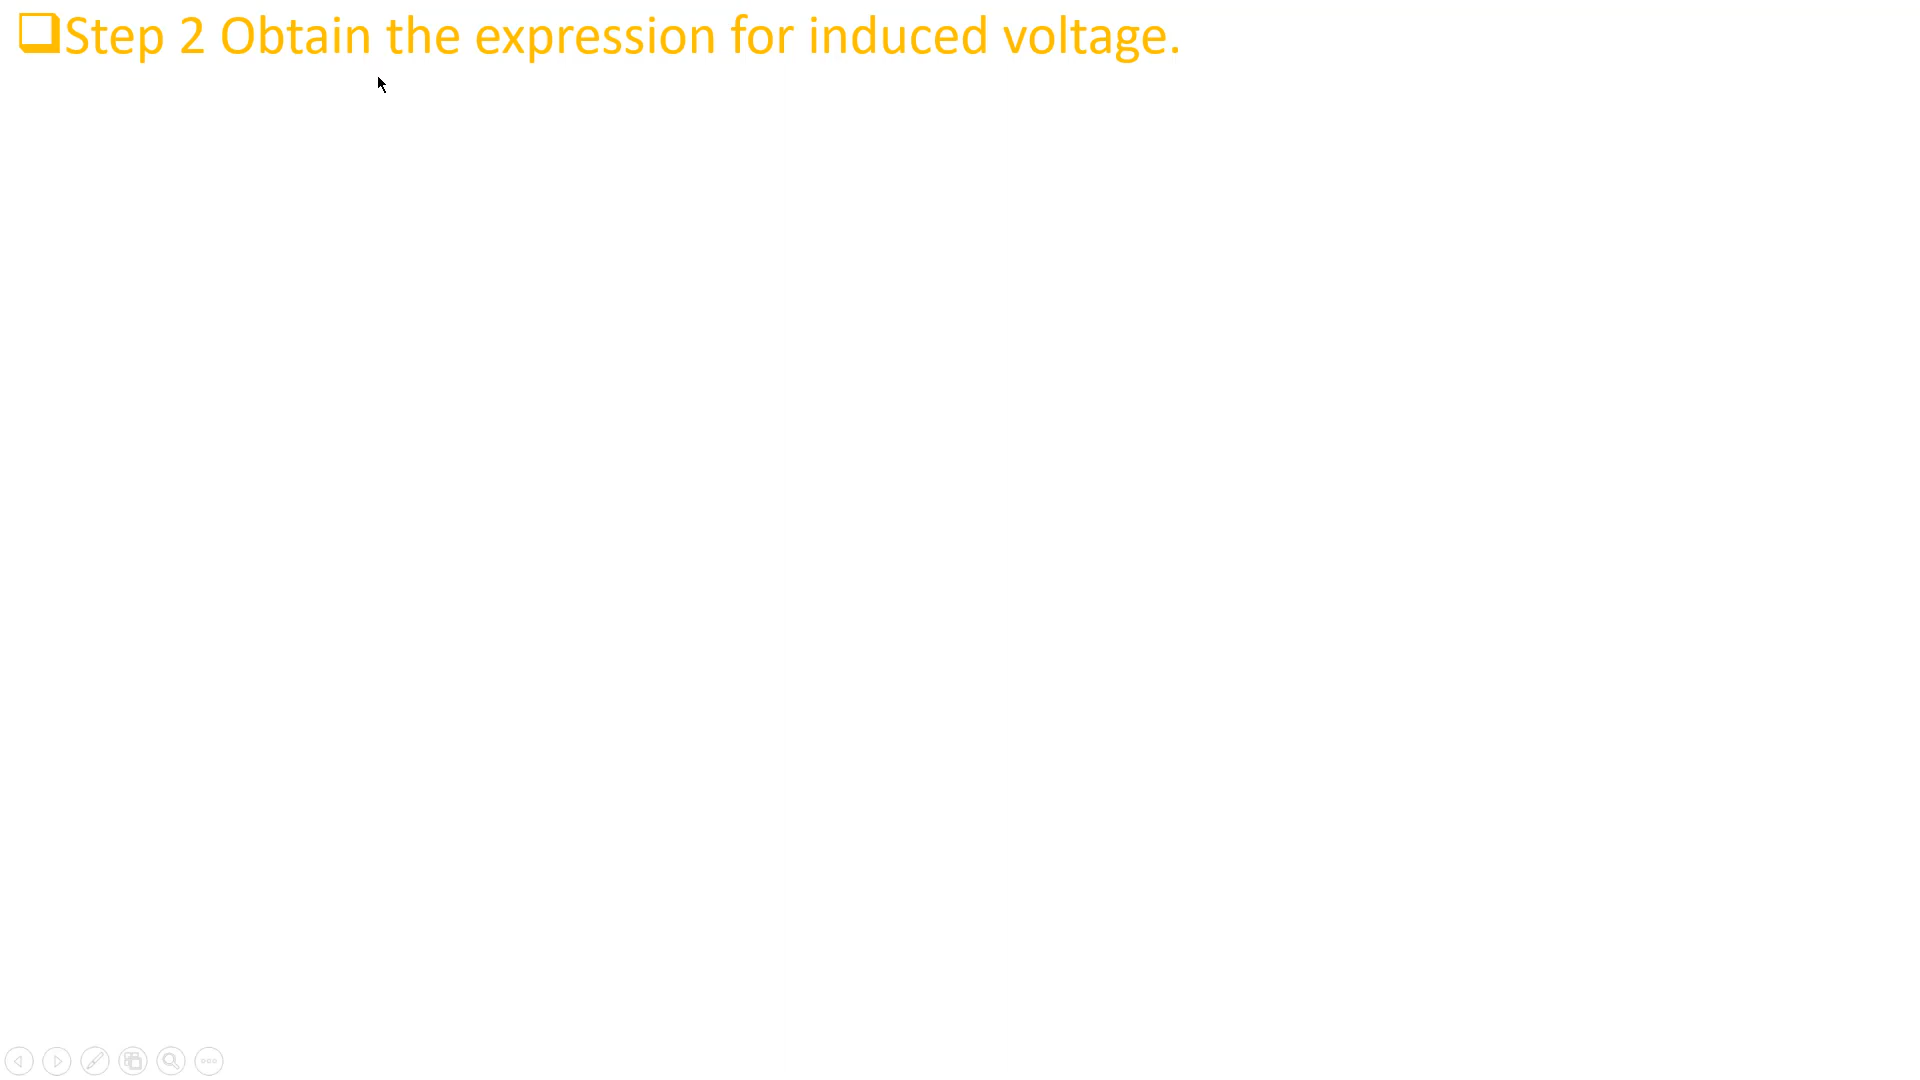 ❑Step 2 Obtain the expression for induced voltage.